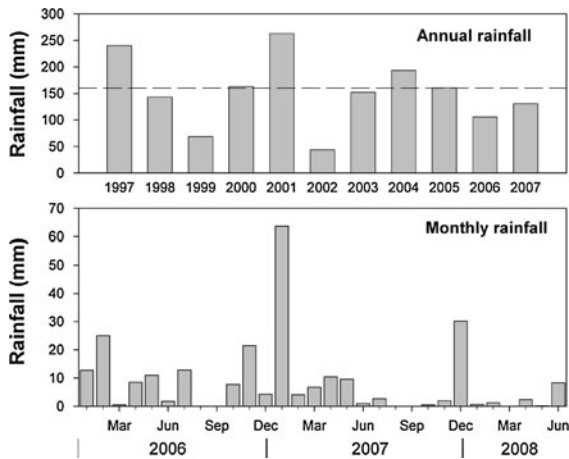 Annual rainfall
Rainfall (mm)
300
250
200
150
100
50
0
1997 1998 1999 2000 2001 2002 2003 2004 2005 2006 2007
Monthly rainfall
Rainfall (mm)
70
60
50
40
30
20
10
0
Mar Jun Sep Dec Mar Jun Sep Dec Mar Jun
2006 2007 2008